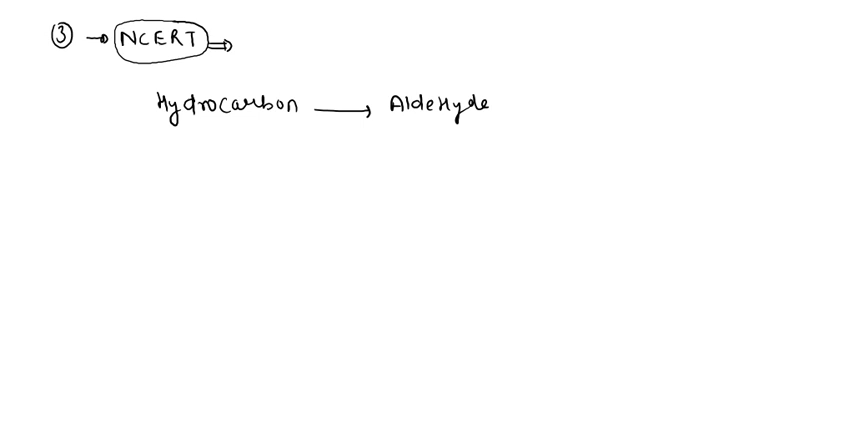 ③ → NCERT ⇒
Hydrocarbon → AldeHyde